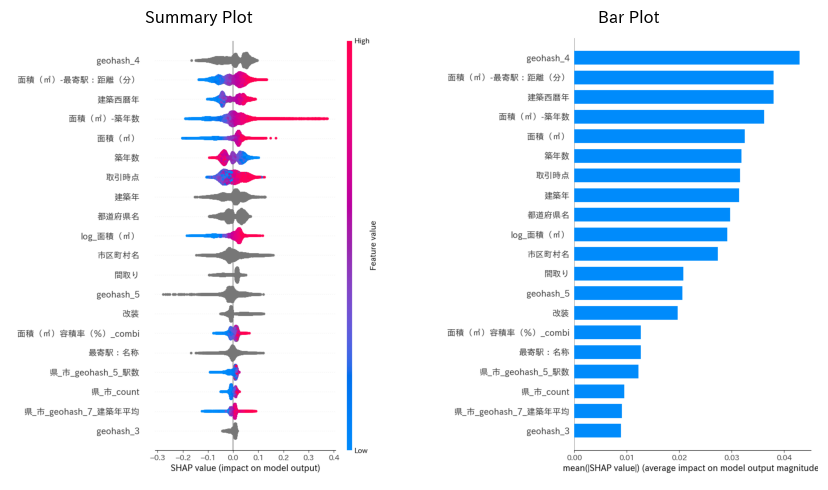 Summary Plot
High
geohash_4
面積（㎡）-最寄駅：距離（分）
建築西暦年
面積（㎡）-築年数
面積（㎡）
築年数
取引時点
建築年
都道府県名
log_面積（㎡）
市区町村名
間取り
geohash_5
改装
面積（㎡）容積率（％）_combi
最寄駅：名称
県_市_geohash_5_駅数
県_市_count
県_市_geohash_7_建築年平均
geohash_3
Feature value
Low
−0.3 −0.2 −0.1 0.0 0.1 0.2 0.3 0.4
SHAP value (impact on model output)
Bar Plot
geohash_4
面積（㎡）-最寄駅：距離（分）
建築西暦年
面積（㎡）-築年数
面積（㎡）
築年数
取引時点
建築年
都道府県名
log_面積（㎡）
市区町村名
間取り
geohash_5
改装
面積（㎡）容積率（％）_combi
最寄駅：名称
県_市_geohash_5_駅数
県_市_count
県_市_geohash_7_建築年平均
geohash_3
0.00 0.01 0.02 0.03 0.04
mean(|SHAP value|) (average impact on model output magnitude